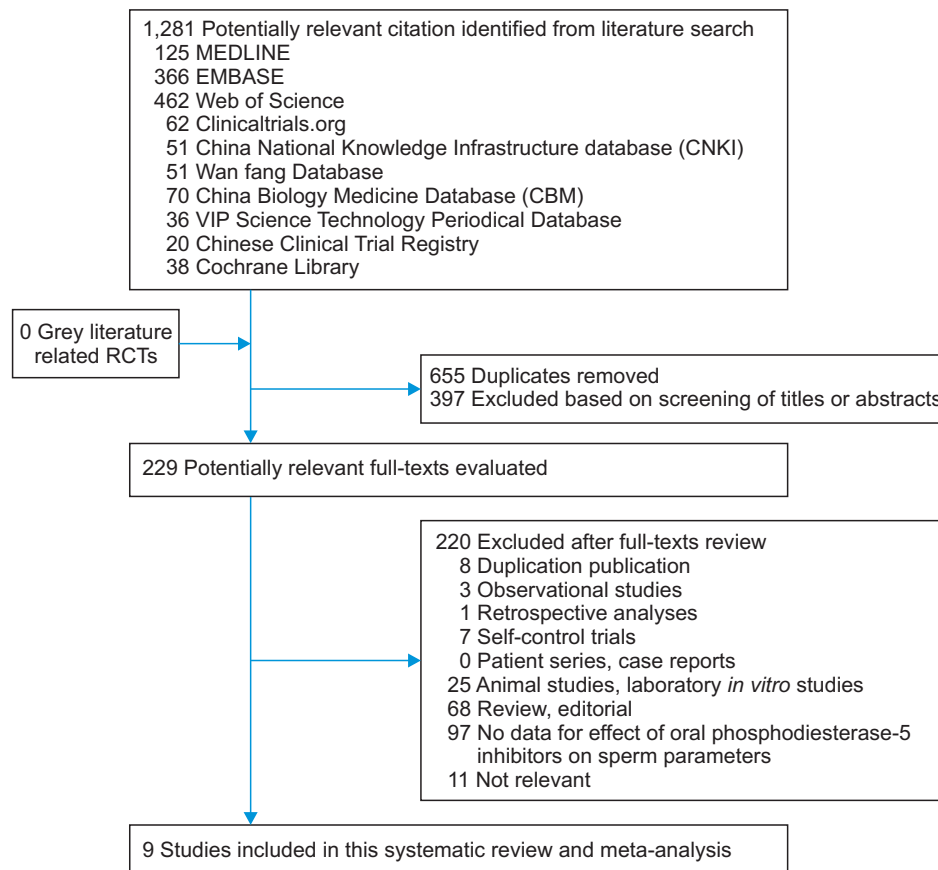 1,281 Potentially relevant citation identified from literature search
125 MEDLINE
366 EMBASE
462 Web of Science
62 Clinicaltrials.org
51 China National Knowledge Infrastructure database (CNKI)
51 Wan fang Database
70 China Biology Medicine Database (CBM)
36 VIP Science Technology Periodical Database
20 Chinese Clinical Trial Registry
38 Cochrane Library
0 Grey literature
related RCTs
655 Duplicates removed
397 Excluded based on screening of titles or abstracts
229 Potentially relevant full-texts evaluated
220 Excluded after full-texts review
8 Duplication publication
3 Observational studies
1 Retrospective analyses
7 Self-control trials
0 Patient series, case reports
25 Animal studies, laboratory in vitro studies
68 Review, editorial
97 No data for effect of oral phosphodiesterase-5
inhibitors on sperm parameters
11 Not relevant
9 Studies included in this systematic review and meta-analysis